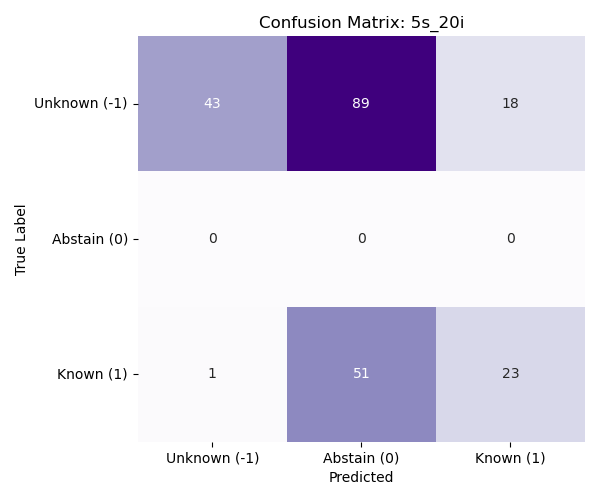 Confusion Matrix: 5s_20i
Unknown (-1) 43 89 18
Abstain (0) 0 0 0
Known (1) 1 51 23
True Label
Unknown (-1) Abstain (0) Known (1)
Predicted